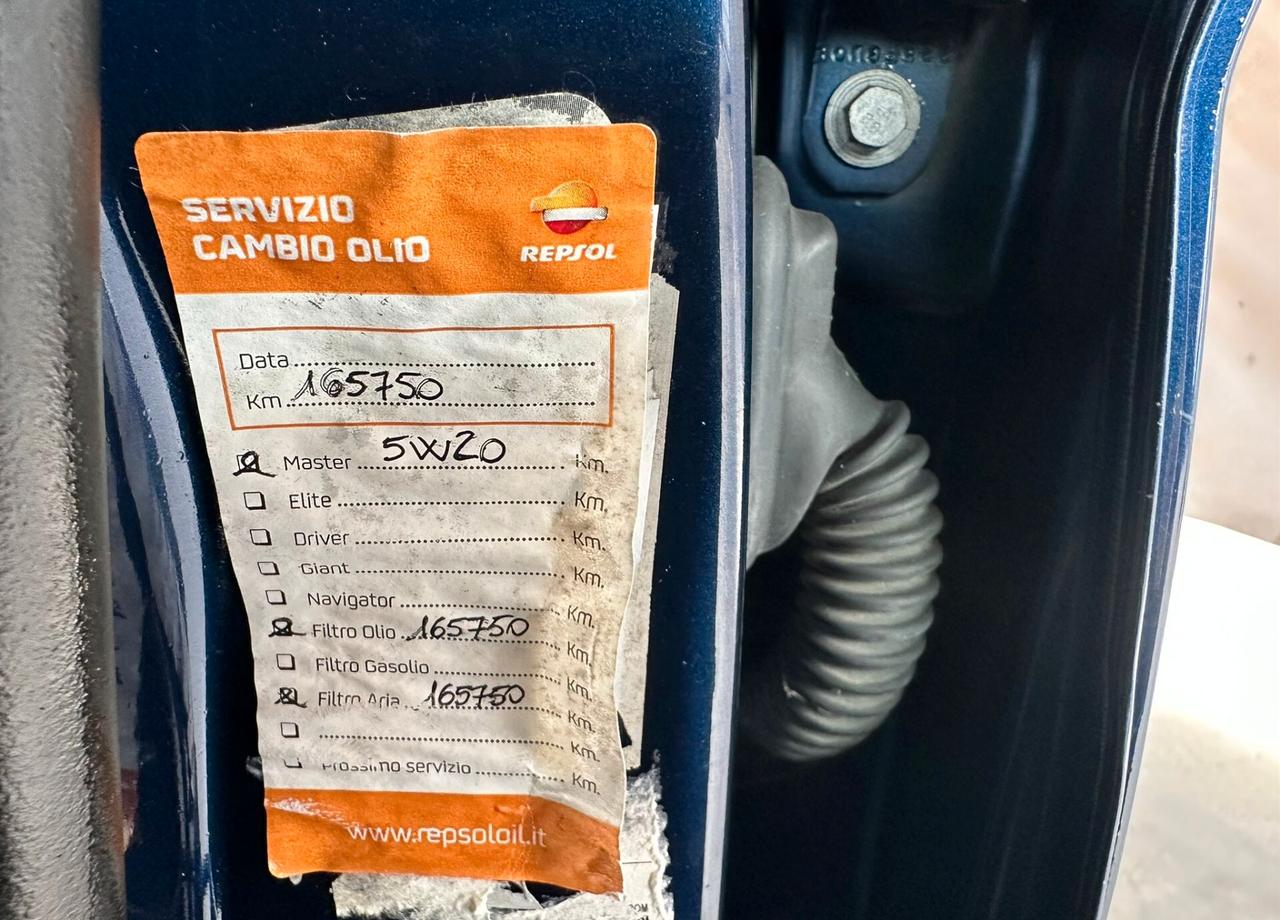 SERVIZIO
CAMBIO OLIO
REPSOL
Data
Km 165750
Master 5W20 Km.
Elite Km.
Driver Km.
Giant Km.
Navigator Km.
Filtro Olio 165750 Km.
Filtro Gasolio Km.
Filtro Aria 165750 Km.
Km.
Prossimo servizio Km.
www.repsoloil.it